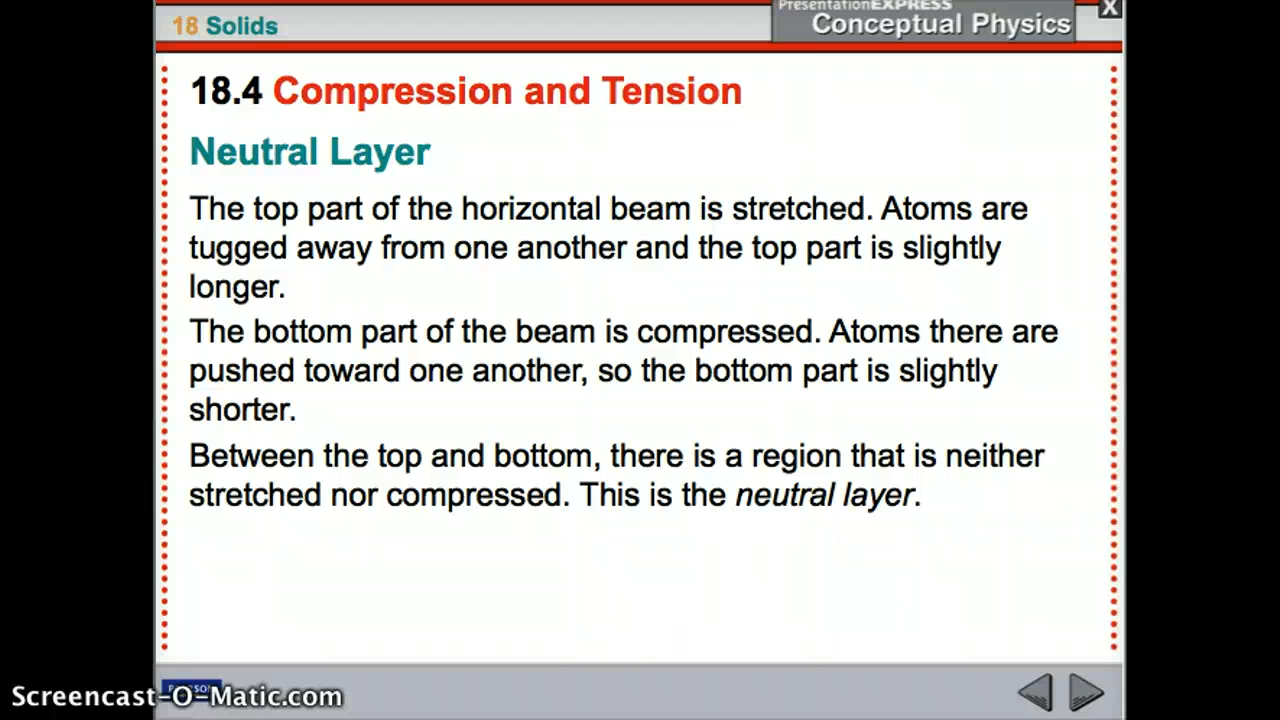 18 Solids
PresentationEXPRESS
Conceptual Physics
X
18.4 Compression and Tension
Neutral Layer
The top part of the horizontal beam is stretched. Atoms are
tugged away from one another and the top part is slightly
longer.
The bottom part of the beam is compressed. Atoms there are
pushed toward one another, so the bottom part is slightly
shorter.
Between the top and bottom, there is a region that is neither
stretched nor compressed. This is the neutral layer.
Screencast-O-Matic.com